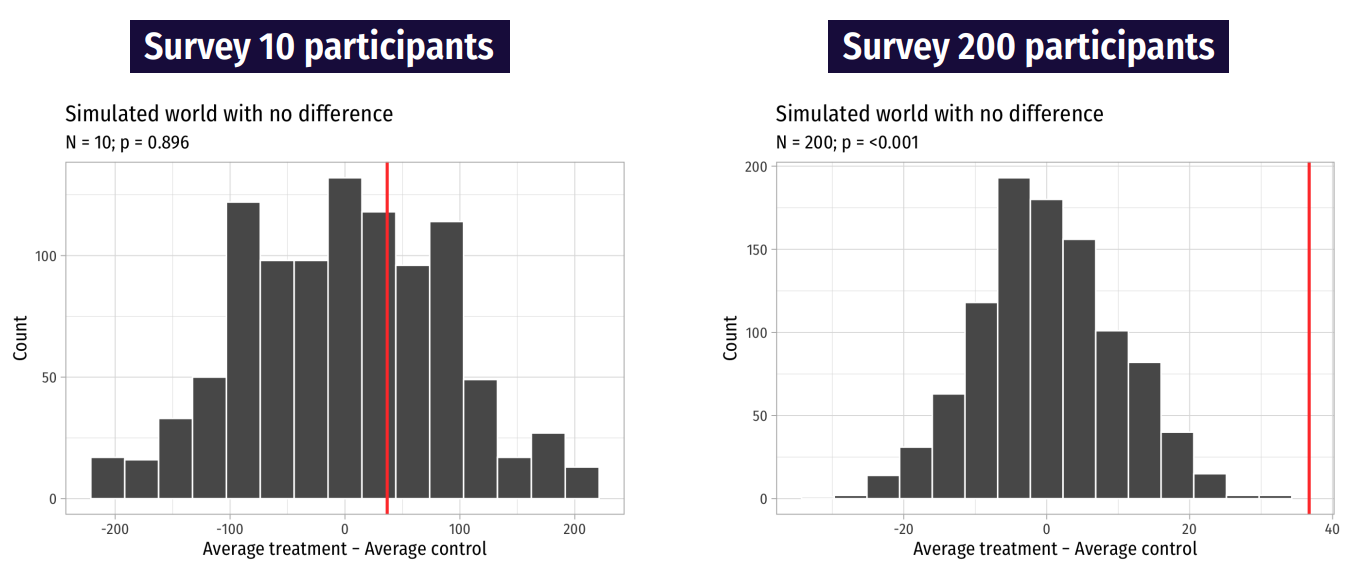 Survey 10 participants
Simulated world with no difference
N = 10; p = 0.896
Count
100
50
0
-200
-100
0
100
200
Average treatment − Average control
Survey 200 participants
Simulated world with no difference
N = 200; p = <0.001
Count
200
150
100
50
0
-20
0
20
40
Average treatment − Average control